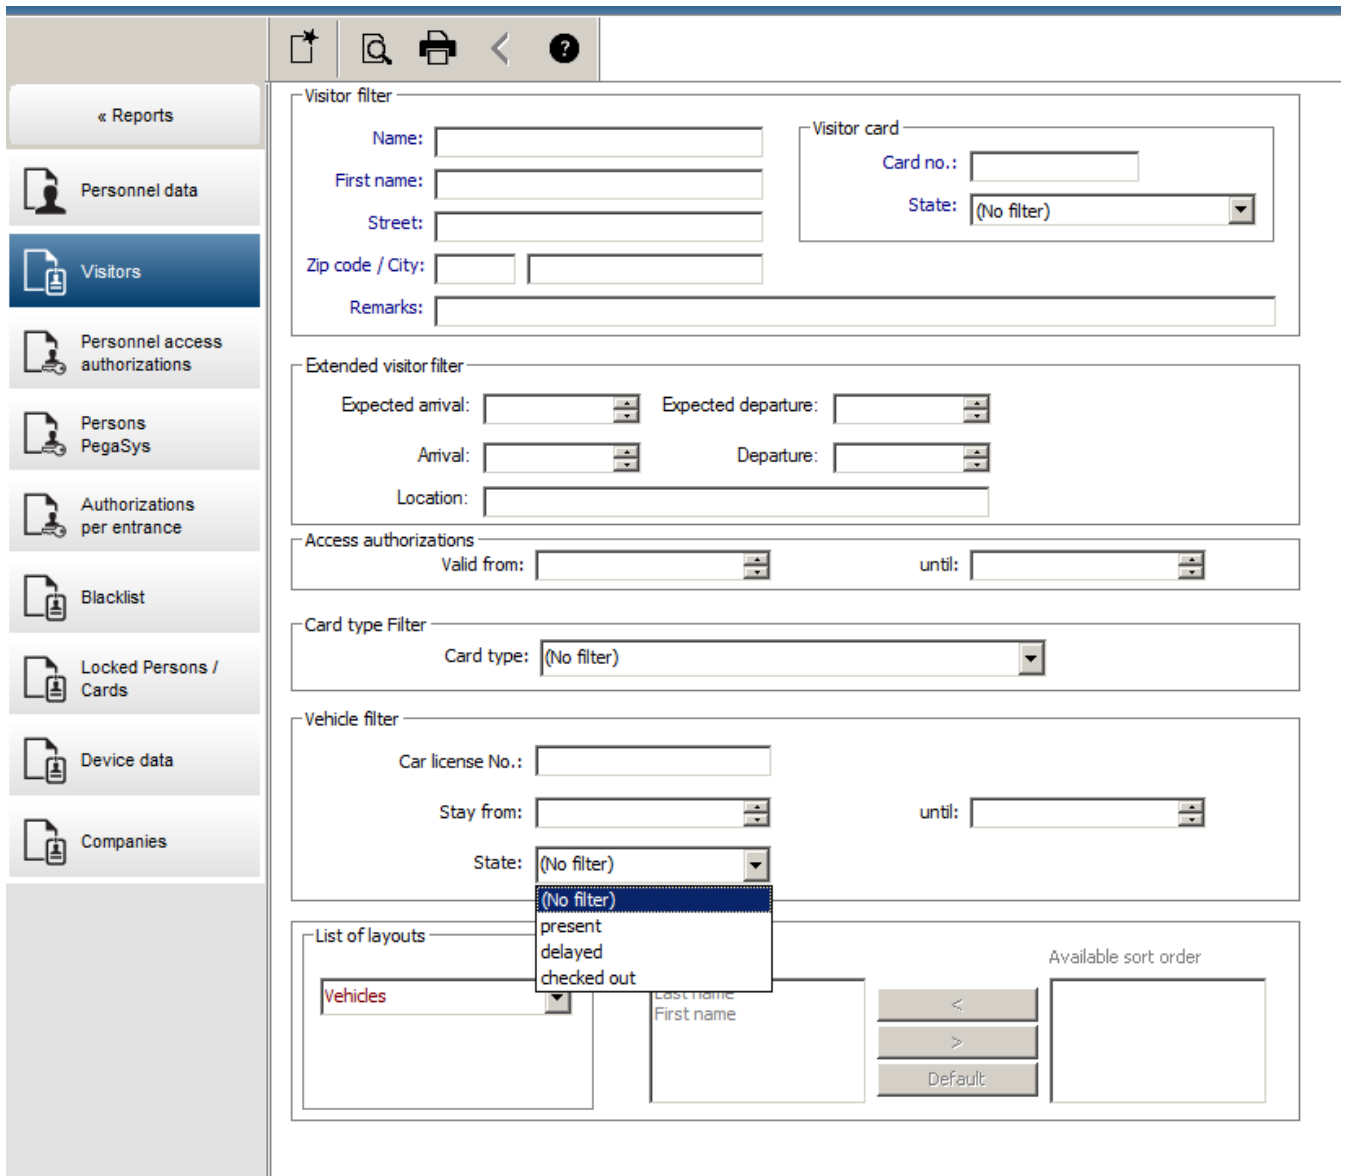 « Reports
Personnel data
Visitors
Personnel access
authorizations
Persons
PegaSys
Authorizations
per entrance
Blacklist
Locked Persons /
Cards
Device data
Companies
Visitor filter
Name:
First name:
Street:
Zip code / City:
Remarks:
Visitor card
Card no.:
State: (No filter)
Extended visitor filter
Expected arrival: Expected departure:
Arrival: Departure:
Location:
Access authorizations
Valid from: until:
Card type Filter
Card type: (No filter)
Vehicle filter
Car license No.:
Stay from: until:
State: (No filter)
(No filter)
present
delayed
checked out
List of layouts
Vehicles
Last name
First name
<
>
Default
Available sort order